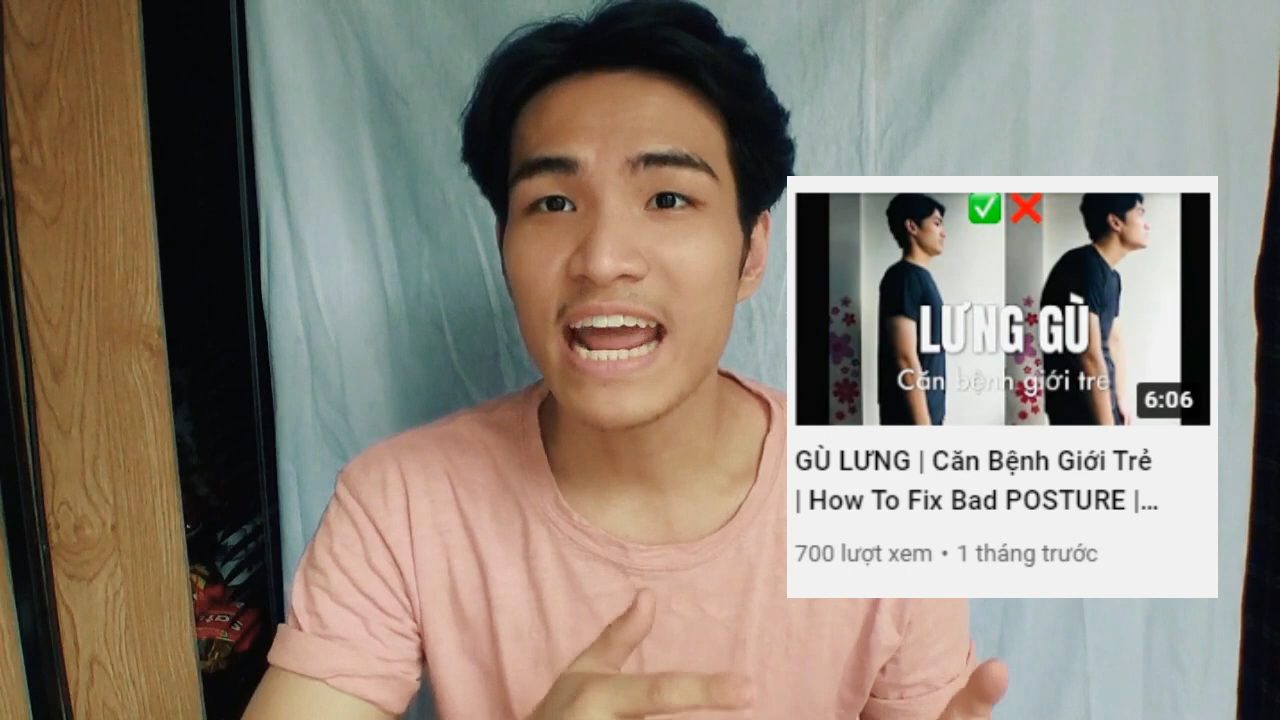 LƯNG GÙ
Căn bệnh giới trẻ
6:06
GÙ LƯNG | Căn Bệnh Giới Trẻ
| How To Fix Bad POSTURE |...
700 lượt xem • 1 tháng trước